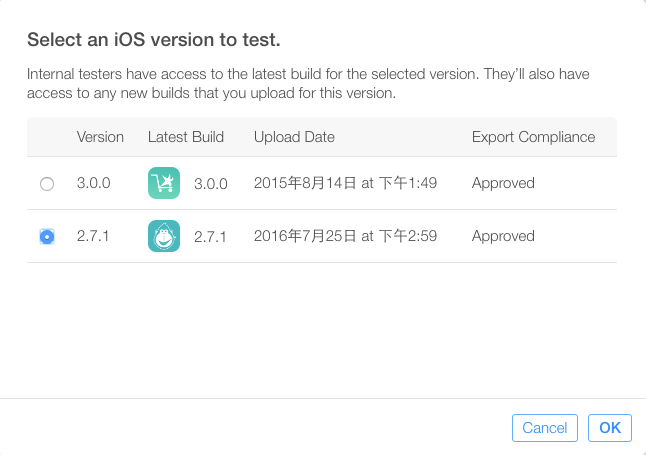 Select an iOS version to test.
Internal testers have access to the latest build for the selected version. They'll also have
access to any new builds that you upload for this version.
Version Latest Build Upload Date Export Compliance
3.0.0 3.0.0 2015年8月14日 at 下午1:49 Approved
2.7.1 2.7.1 2016年7月25日 at 下午2:59 Approved
Cancel OK